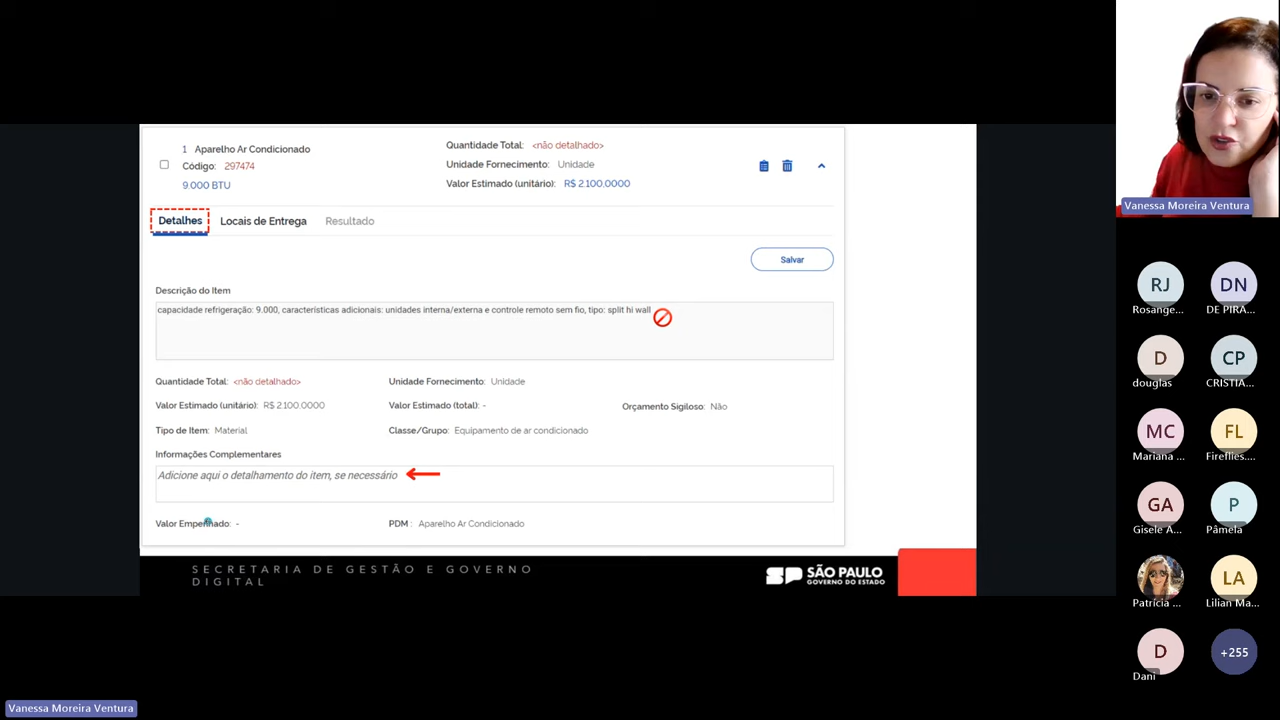 1 Aparelho Ar Condicionado
Código: 297474
9.000 BTU
Quantidade Total: <não detalhado>
Unidade Fornecimento: Unidade
Valor Estimado (unitário): R$ 2.100,0000
Detalhes Locais de Entrega Resultado
Salvar
Descrição do Item
capacidade refrigeração: 9.000, características adicionais: unidades interna/externa e controle remoto sem fio, tipo: split hi wall
Quantidade Total: <não detalhado> Unidade Fornecimento: Unidade
Valor Estimado (unitário): R$ 2.100,0000 Valor Estimado (total): - Orçamento Sigiloso: Não
Tipo de Item: Material Classe/Grupo: Equipamento de ar condicionado
Informações Complementares
Adicione aqui o detalhamento do item, se necessário
Valor Empenhado: - PDM : Aparelho Ar Condicionado
SECRETARIA DE GESTÃO E GOVERNO
DIGITAL
SP SÃO PAULO
GOVERNO DO ESTADO
Vanessa Moreira Ventura
RJ DN
Rosange... DE PIRA...
D CP
douglas CRISTIA...
MC FL
Mariana ... Fireflies....
GA P
Gisele A... Pâmela
LA
Patrícia ... Lilian Ma...
D +255
Dani
Vanessa Moreira Ventura